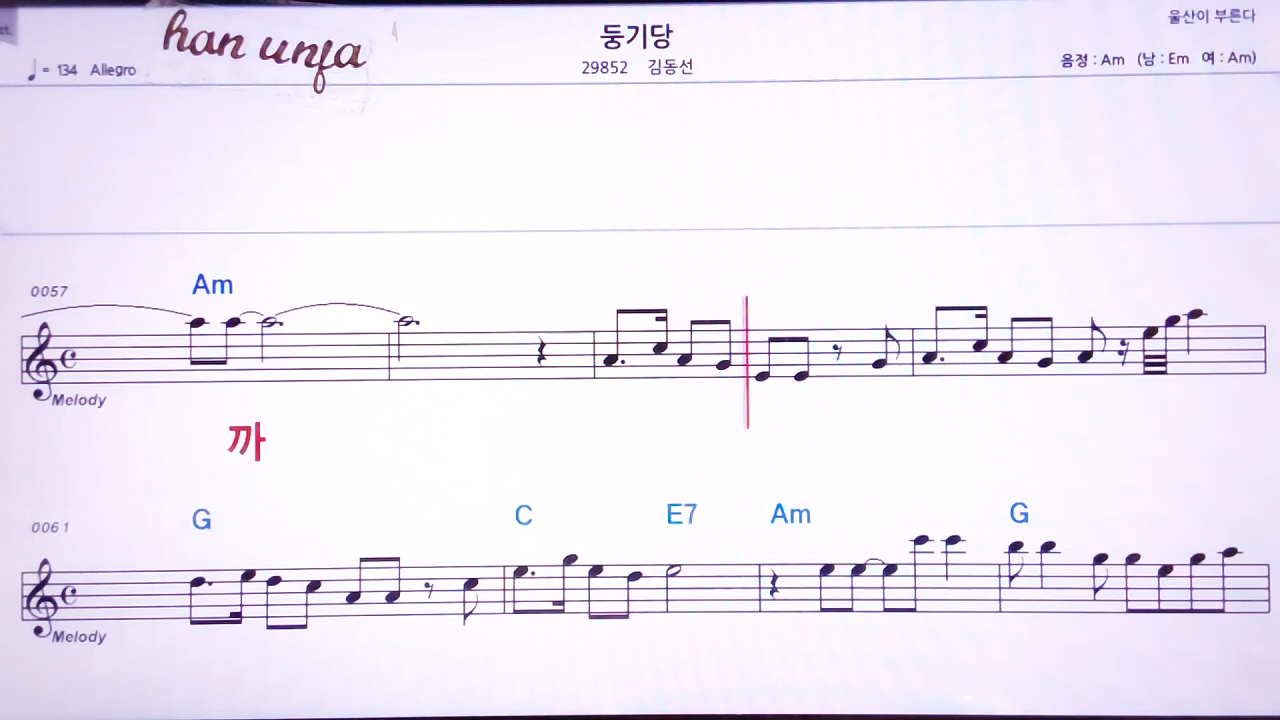 han unfa
둥기당
울산이 부른다
♩= 134 Allegro
29852 김동선
음정 : Am (남 : Em 여 : Am)
0057
Am
Melody
까
0061
G C E7 Am G
Melody